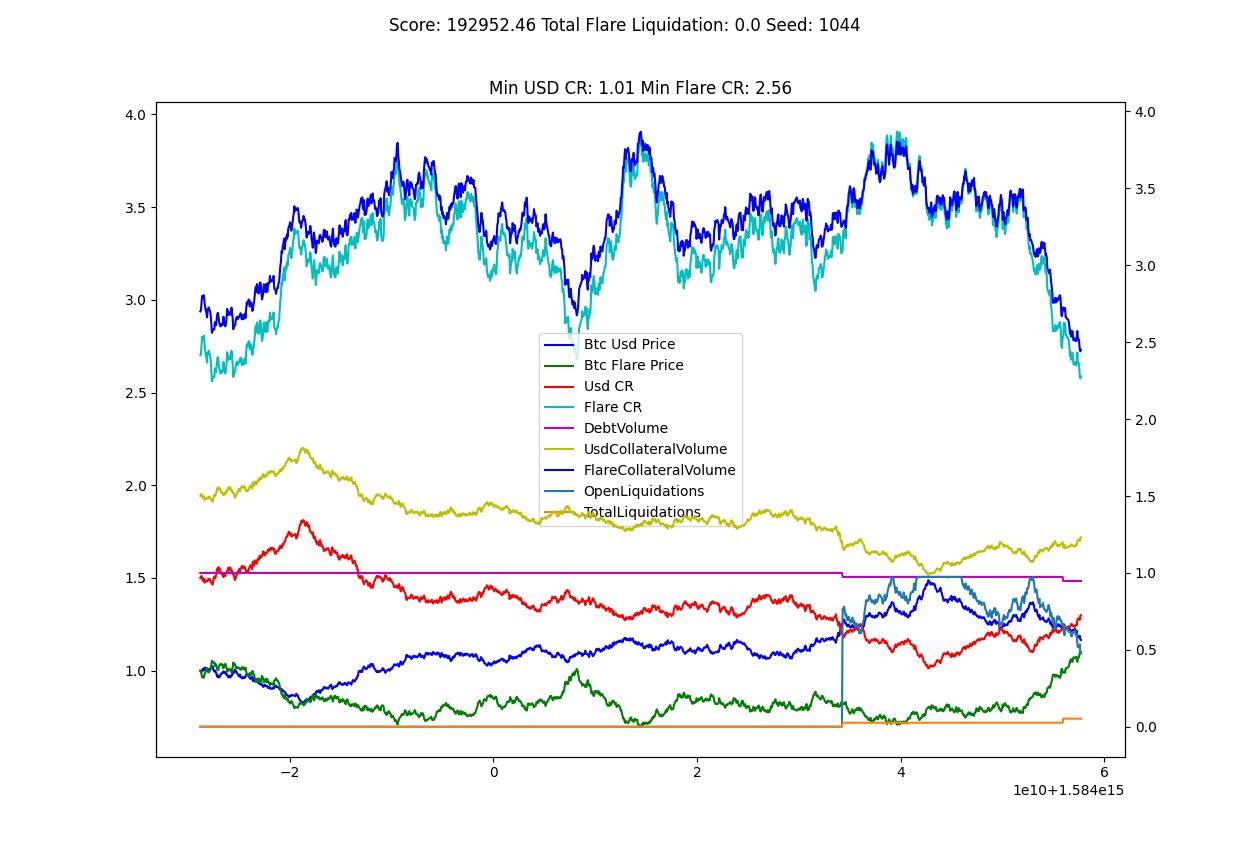 Score: 192952.46 Total Flare Liquidation: 0.0 Seed: 1044
Min USD CR: 1.01 Min Flare CR: 2.56
4.0
3.5
3.0
2.5
2.0
1.5
1.0
4.0
3.5
3.0
2.5
2.0
1.5
1.0
0.5
0.0
Btc Usd Price
Btc Flare Price
Usd CR
Flare CR
DebtVolume
UsdCollateralVolume
FlareCollateralVolume
OpenLiquidations
TotalLiquidations
−2 0 2 4 6
1e10+1.584e15